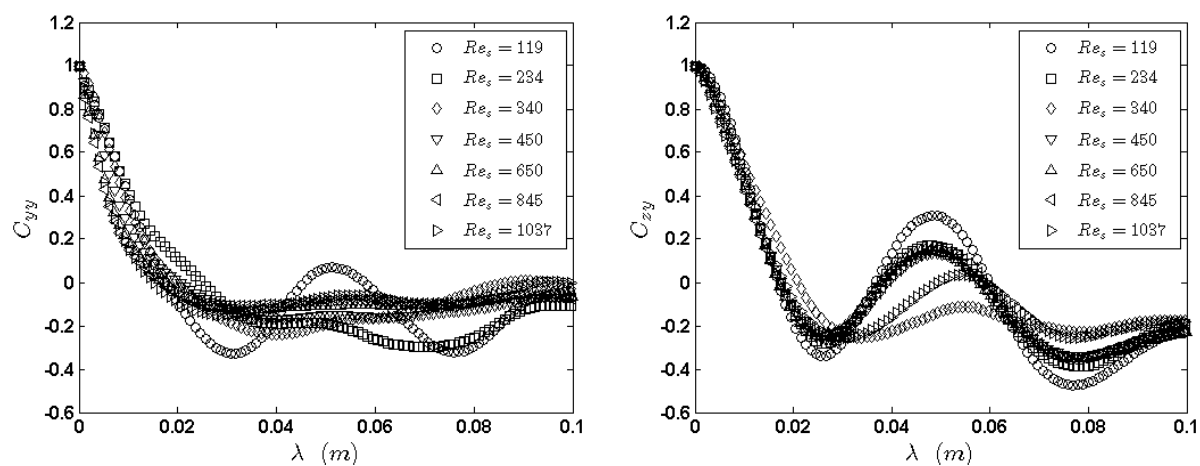 1.2
1
0.8
0.6
0.4
0.2
0
-0.2
-0.4
-0.6
0
0.02
0.04
0.06
0.08
0.1
C_yy
λ (m)
Re_s = 119
Re_s = 234
Re_s = 340
Re_s = 450
Re_s = 650
Re_s = 845
Re_s = 1037
1.2
1
0.8
0.6
0.4
0.2
0
-0.2
-0.4
-0.6
0
0.02
0.04
0.06
0.08
0.1
C_zy
λ (m)
Re_s = 119
Re_s = 234
Re_s = 340
Re_s = 450
Re_s = 650
Re_s = 845
Re_s = 1037